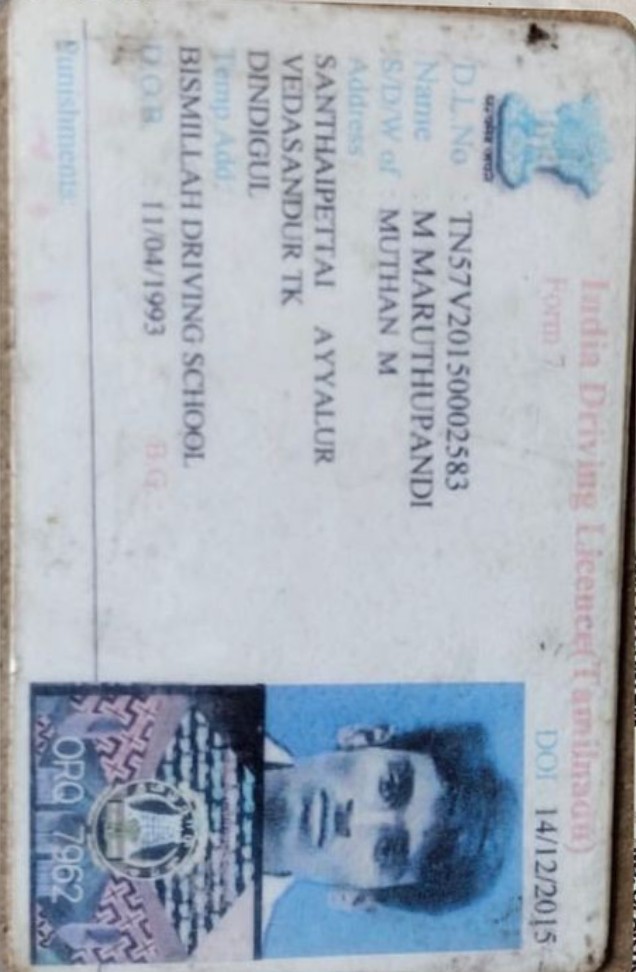 India Driving Licence(Tamilnadu)
Form 7
DOI 14/12/2015
D.L.No : TN57V20150002583
Name : M MARUTHUPANDI
S/D/W of : MUTHAN M
Address
SANTHAIPETTAI AYYALUR
VEDASANDUR TK
DINDIGUL
Temp.Add:
BISMILLAH DRIVING SCHOOL
D.O.B 11/04/1993 B.G.
Punishments:
ORO 7962